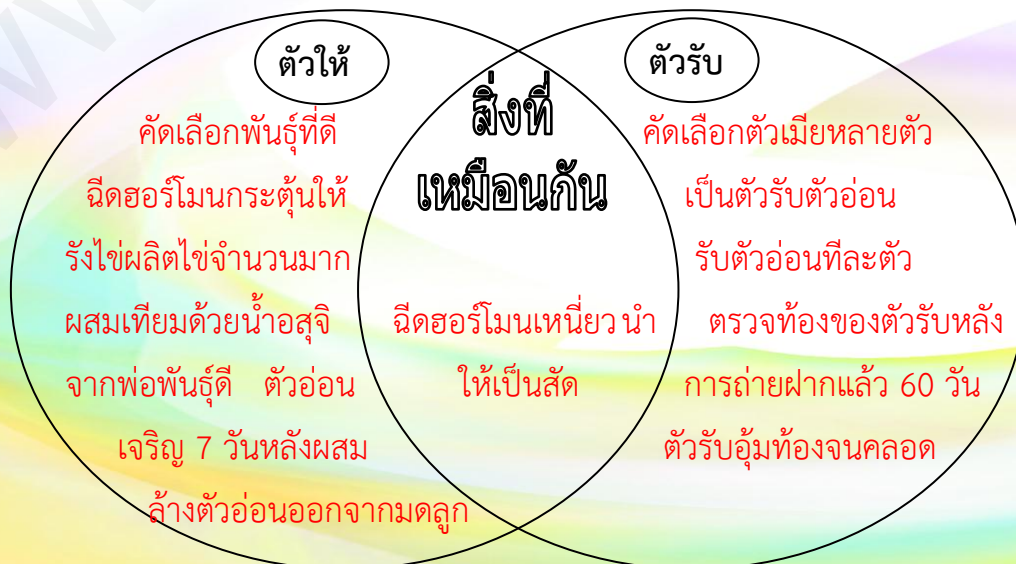 ตัวให้
คัดเลือกพันธุ์ที่ดี
ฉีดฮอร์โมนกระตุ้นให้
รังไข่ผลิตไข่จำนวนมาก
ผสมเทียมด้วยน้ำอสุจิ
จากพ่อพันธุ์ดี ตัวอ่อน
เจริญ 7 วันหลังผสม
ล้างตัวอ่อนออกจากมดลูก
สิ่งที่
เหมือนกัน
ฉีดฮอร์โมนเหนี่ยวนำ
ให้เป็นสัด
ตัวรับ
คัดเลือกตัวเมียหลายตัว
เป็นตัวรับตัวอ่อน
รับตัวอ่อนทีละตัว
ตรวจท้องของตัวรับหลัง
การถ่ายฝากแล้ว 60 วัน
ตัวรับอุ้มท้องจนคลอด